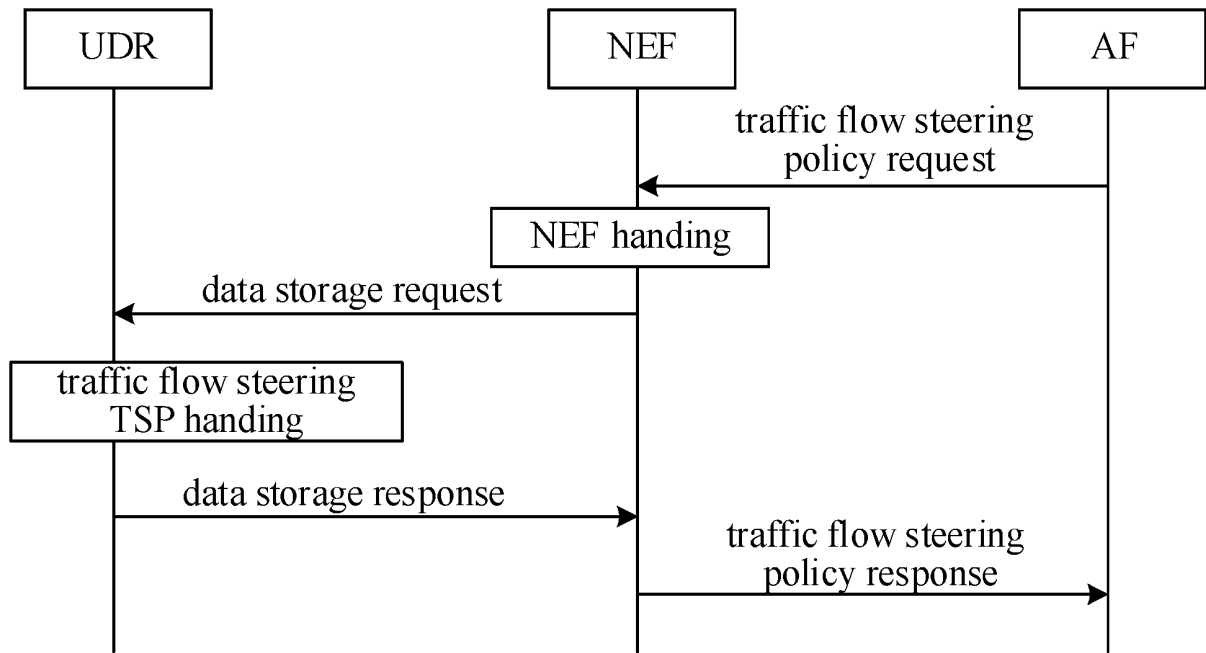 UDR
NEF
AF
traffic flow steering
policy request
NEF handing
data storage request
traffic flow steering
TSP handing
data storage response
traffic flow steering
policy response